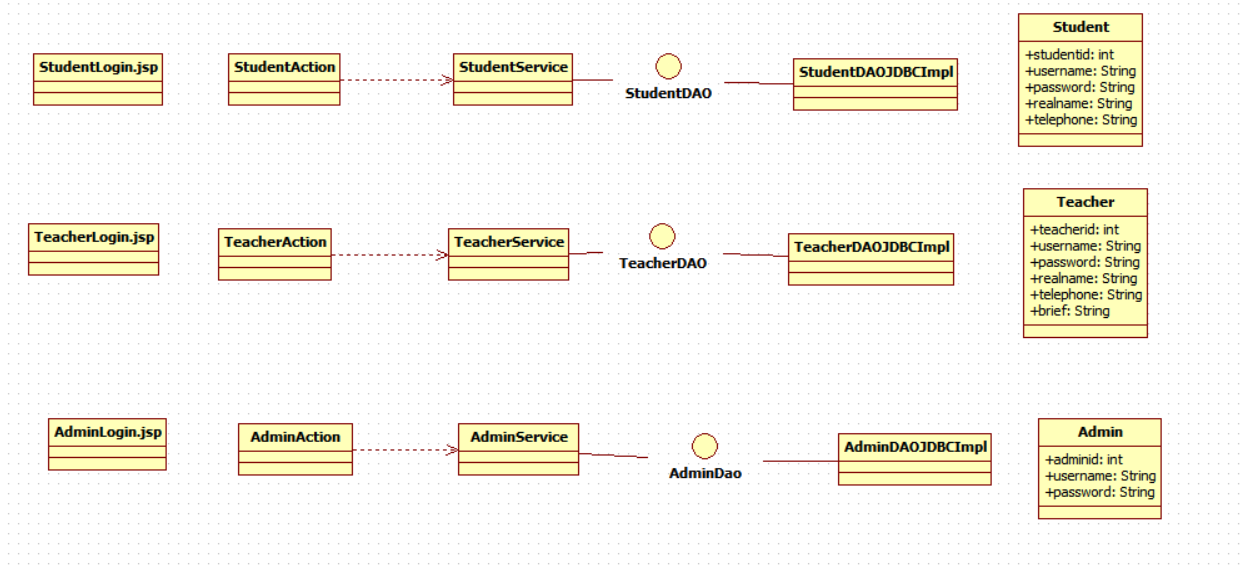 StudentLogin.jsp
StudentAction
StudentService
StudentDAO
StudentDAOJDBCImpl
Student
+studentid: int
+username: String
+password: String
+realname: String
+telephone: String
TeacherLogin.jsp
TeacherAction
TeacherService
TeacherDAO
TeacherDAOJDBCImpl
Teacher
+teacherid: int
+username: String
+password: String
+realname: String
+telephone: String
+brief: String
AdminLogin.jsp
AdminAction
AdminService
AdminDao
AdminDAOJDBCImpl
Admin
+adminid: int
+username: String
+password: String